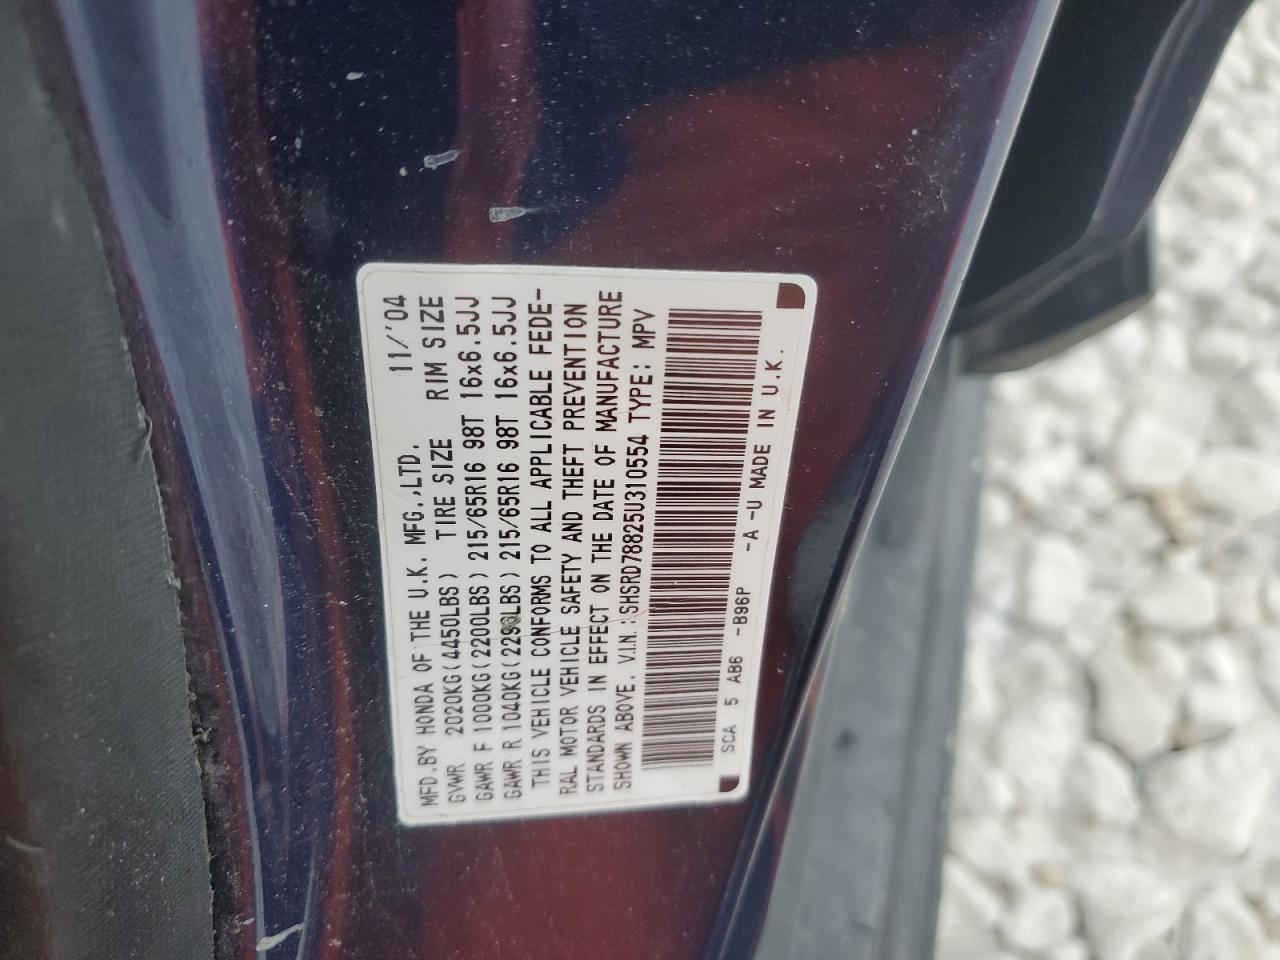 MFD.BY HONDA OF THE U.K. MFG.,LTD. 11/'04
GVWR 2020KG(4450LBS) TIRE SIZE RIM SIZE
GAWR F 1000KG(2200LBS) 215/65R16 98T 16x6.5JJ
GAWR R 1040KG(2290LBS) 215/65R16 98T 16x6.5JJ
THIS VEHICLE CONFORMS TO ALL APPLICABLE FEDE-
RAL MOTOR VEHICLE SAFETY AND THEFT PREVENTION
STANDARDS IN EFFECT ON THE DATE OF MANUFACTURE
SHOWN ABOVE. V.I.N.:SHSRD78825U310554 TYPE: MPV
SCA 5 AB6 -B96P -A -U MADE IN U.K.